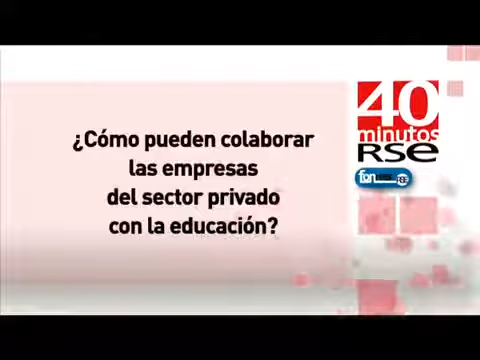 ¿Cómo pueden colaborar
las empresas
del sector privado
con la educación?
40
minutos
RSe